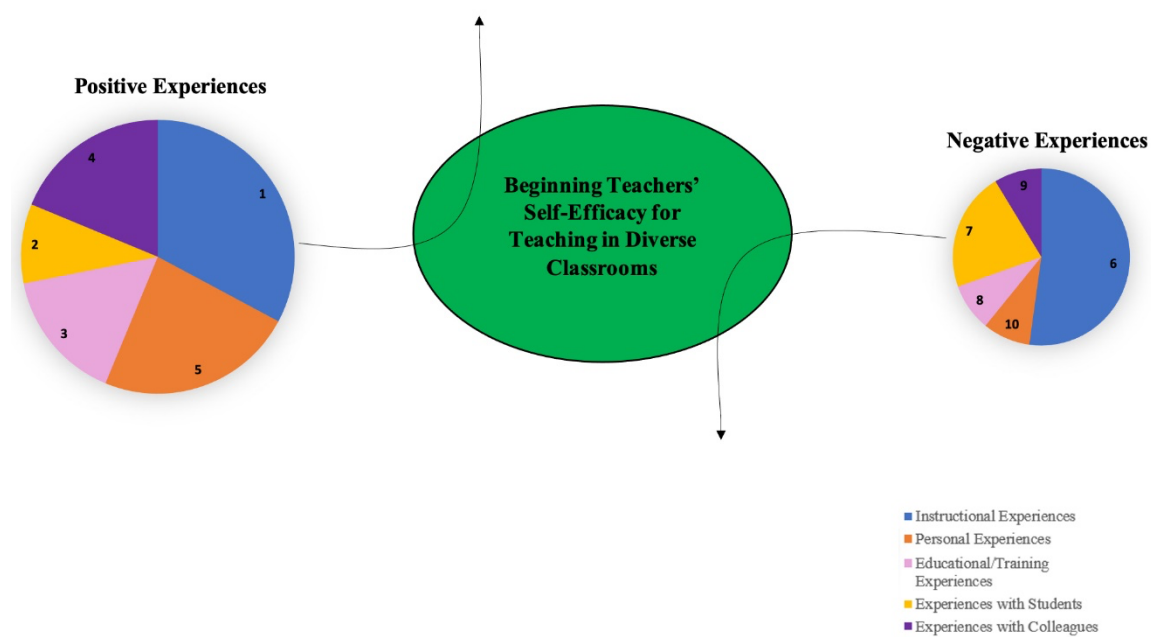 Positive Experiences
4
1
2
3
5
Beginning Teachers'
Self-Efficacy for
Teaching in Diverse
Classrooms
Negative Experiences
9
7
6
8
10
Instructional Experiences
Personal Experiences
Educational/Training
Experiences
Experiences with Students
Experiences with Colleagues